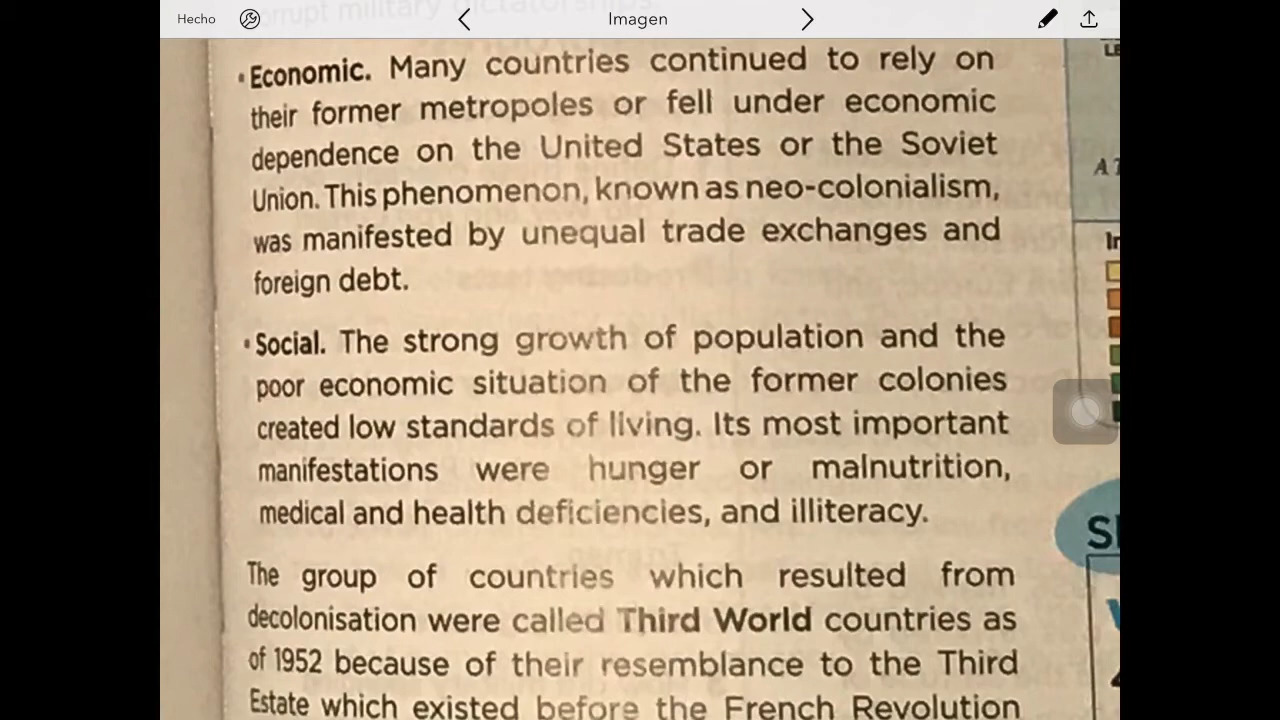 Hecho
Imagen
• Economic. Many countries continued to rely on
their former metropoles or fell under economic
dependence on the United States or the Soviet
Union. This phenomenon, known as neo-colonialism,
was manifested by unequal trade exchanges and
foreign debt.
• Social. The strong growth of population and the
poor economic situation of the former colonies
created low standards of living. Its most important
manifestations were hunger or malnutrition,
medical and health deficiencies, and illiteracy.
The group of countries which resulted from
decolonisation were called Third World countries as
of 1952 because of their resemblance to the Third
Estate which existed before the French Revolution